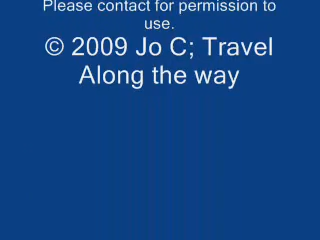 Please contact for permission to
use.
© 2009 Jo C; Travel
Along the way